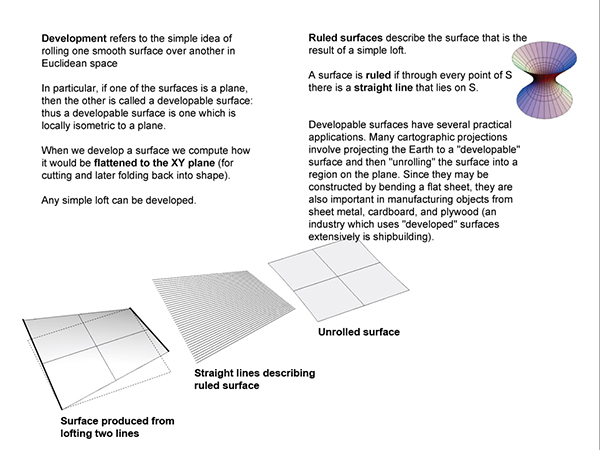 Development refers to the simple idea of
rolling one smooth surface over another in
Euclidean space
In particular, if one of the surfaces is a plane,
then the other is called a developable surface:
thus a developable surface is one which is
locally isometric to a plane.
When we develop a surface we compute how
it would be flattened to the XY plane (for
cutting and later folding back into shape).
Any simple loft can be developed.
Ruled surfaces describe the surface that is the
result of a simple loft.
A surface is ruled if through every point of S
there is a straight line that lies on S.
Developable surfaces have several practical
applications. Many cartographic projections
involve projecting the Earth to a "developable"
surface and then "unrolling" the surface into a
region on the plane. Since they may be
constructed by bending a flat sheet, they are
also important in manufacturing objects from
sheet metal, cardboard, and plywood (an
industry which uses "developed" surfaces
extensively is shipbuilding).
Unrolled surface
Straight lines describing
ruled surface
Surface produced from
lofting two lines